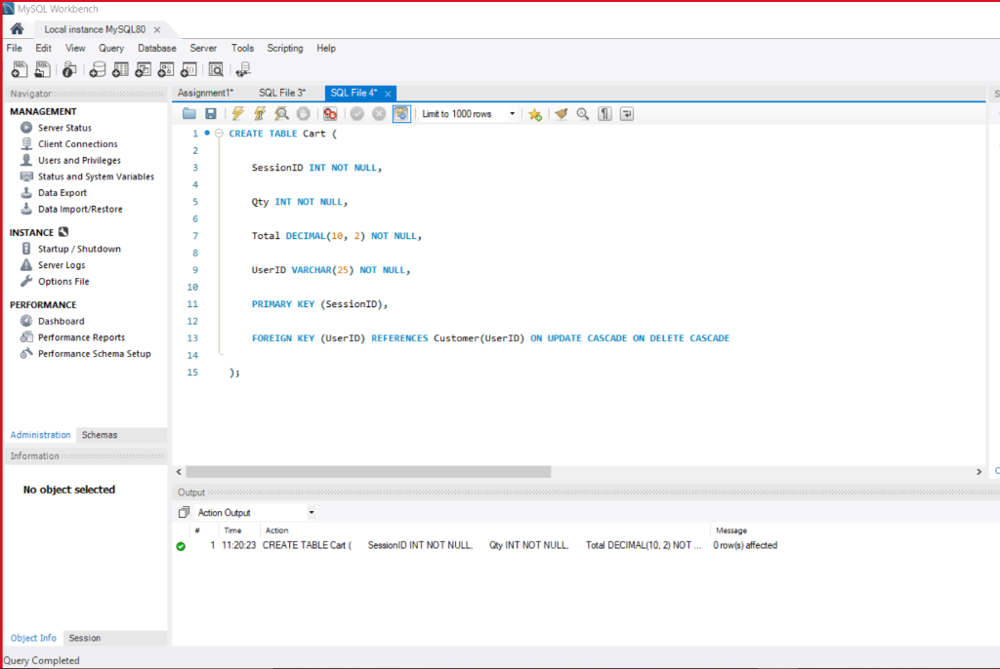 MySQL Workbench
Local instance MySQL80
File Edit View Query Database Server Tools Scripting Help
Navigator
MANAGEMENT
Server Status
Client Connections
Users and Privileges
Status and System Variables
Data Export
Data Import/Restore
INSTANCE
Startup / Shutdown
Server Logs
Options File
PERFORMANCE
Dashboard
Performance Reports
Performance Schema Setup
Administration Schemas
Information
No object selected
Object Info Session
Assignment1* SQL File 3* SQL File 4*
Limit to 1000 rows
1 CREATE TABLE Cart (
2
3 SessionID INT NOT NULL,
4
5 Qty INT NOT NULL,
6
7 Total DECIMAL(10, 2) NOT NULL,
8
9 UserID VARCHAR(25) NOT NULL,
10
11 PRIMARY KEY (SessionID),
12
13 FOREIGN KEY (UserID) REFERENCES Customer(UserID) ON UPDATE CASCADE ON DELETE CASCADE
14
15 );
Output
Action Output
# Time Action Message
1 11:20:23 CREATE TABLE Cart ( SessionID INT NOT NULL, Qty INT NOT NULL, Total DECIMAL(10, 2) NOT ... 0 row(s) affected
Query Completed